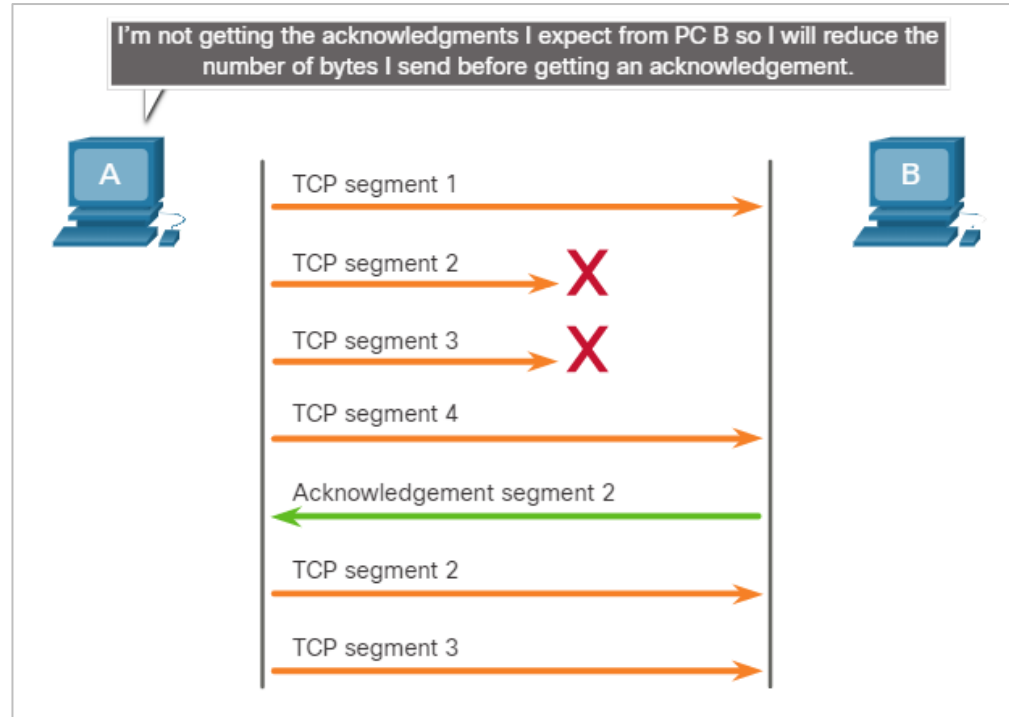 I'm not getting the acknowledgments I expect from PC B so I will reduce the
number of bytes I send before getting an acknowledgement.
A
B
TCP segment 1
TCP segment 2
X
TCP segment 3
X
TCP segment 4
Acknowledgement segment 2
TCP segment 2
TCP segment 3